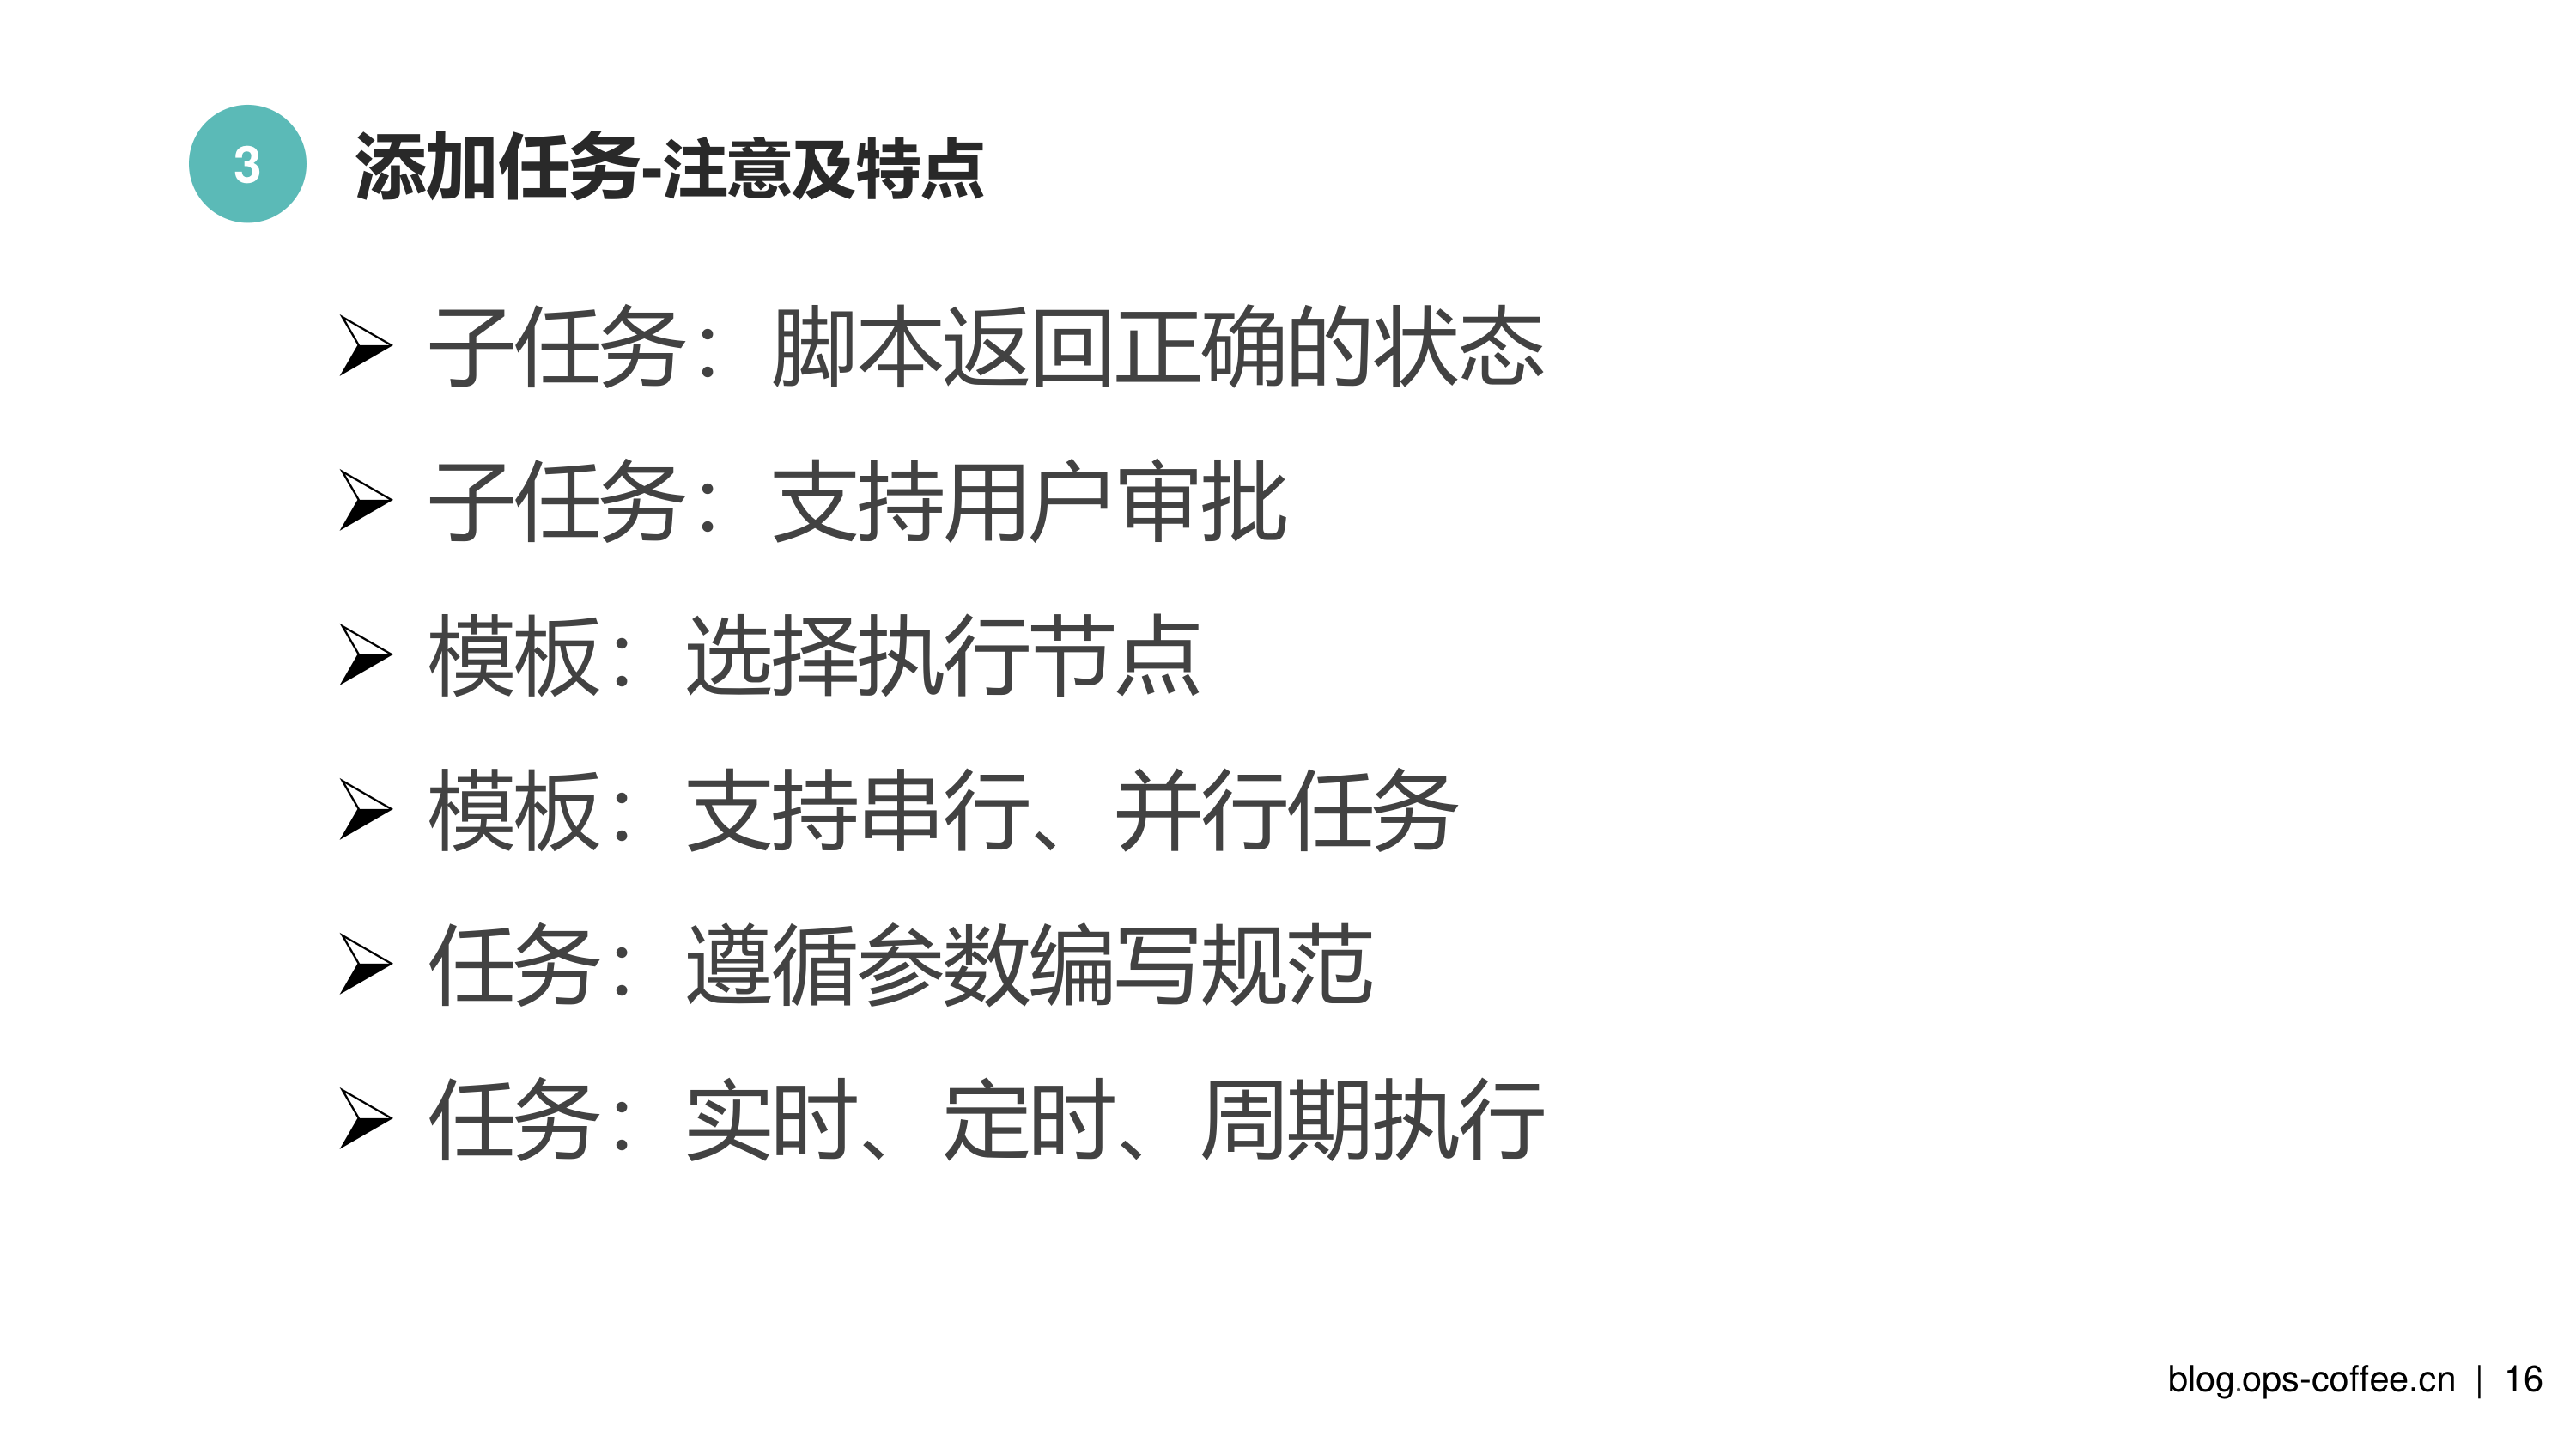 3 添加任务-注意及特点
➢ 子任务：脚本返回正确的状态
➢ 子任务：支持用户审批
➢ 模板：选择执行节点
➢ 模板：支持串行、并行任务
➢ 任务：遵循参数编写规范
➢ 任务：实时、定时、周期执行
blog.ops-coffee.cn | 16